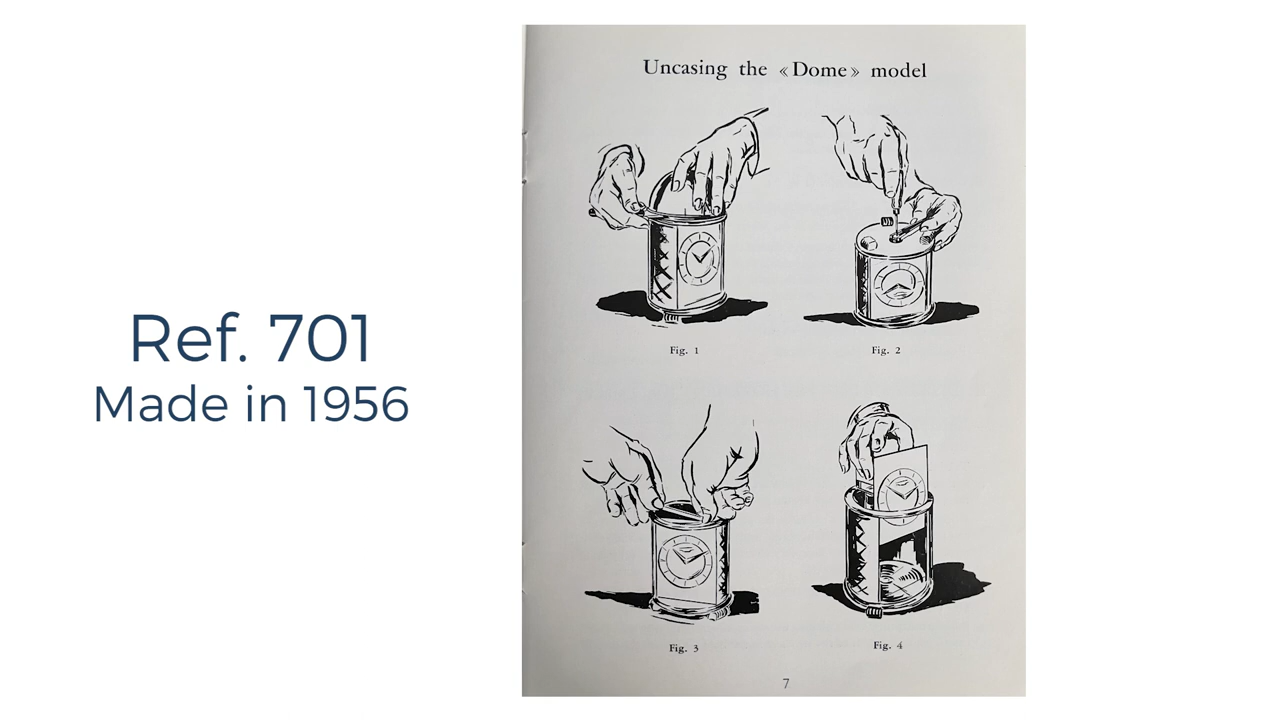 Ref. 701
Made in 1956
Uncasing the «Dome» model
Fig. 1
Fig. 2
Fig. 3
Fig. 4
7